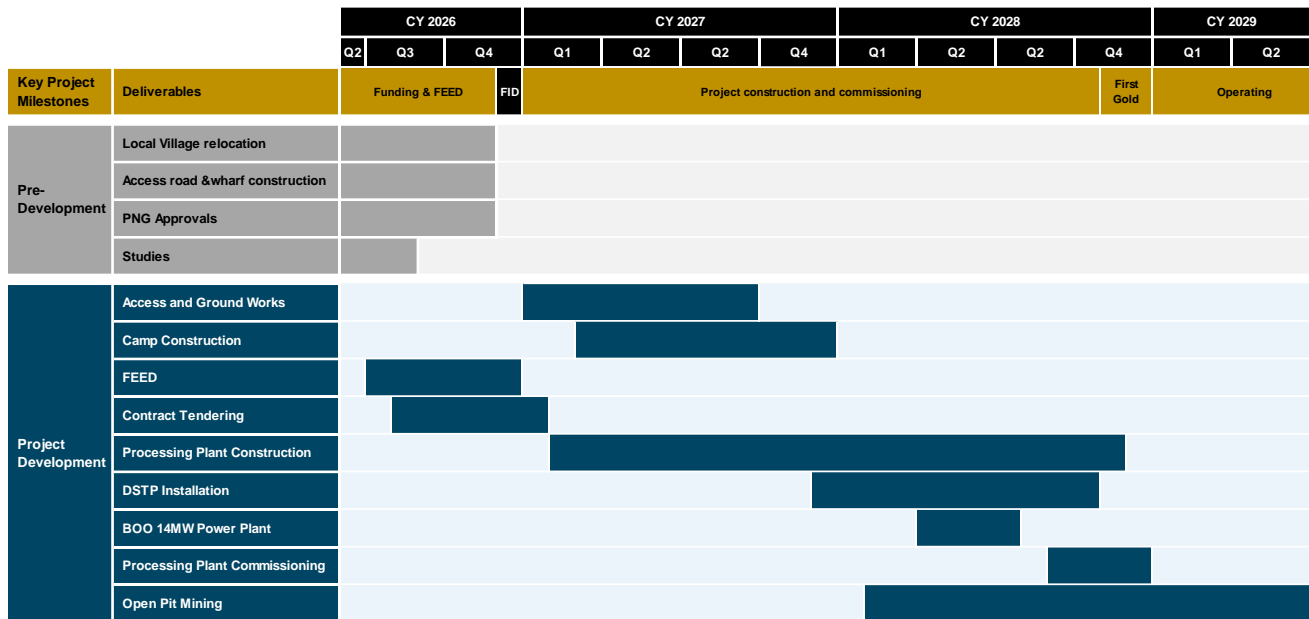 CY 2026 CY 2027 CY 2028 CY 2029
Q2 Q3 Q4 Q1 Q2 Q2 Q4 Q1 Q2 Q2 Q4 Q1 Q2
Key Project
Milestones
Deliverables
Funding & FEED
FID
Project construction and commissioning
First
Gold
Operating
Pre-
Development
Local Village relocation
Access road &wharf construction
PNG Approvals
Studies
Project
Development
Access and Ground Works
Camp Construction
FEED
Contract Tendering
Processing Plant Construction
DSTP Installation
BOO 14MW Power Plant
Processing Plant Commissioning
Open Pit Mining